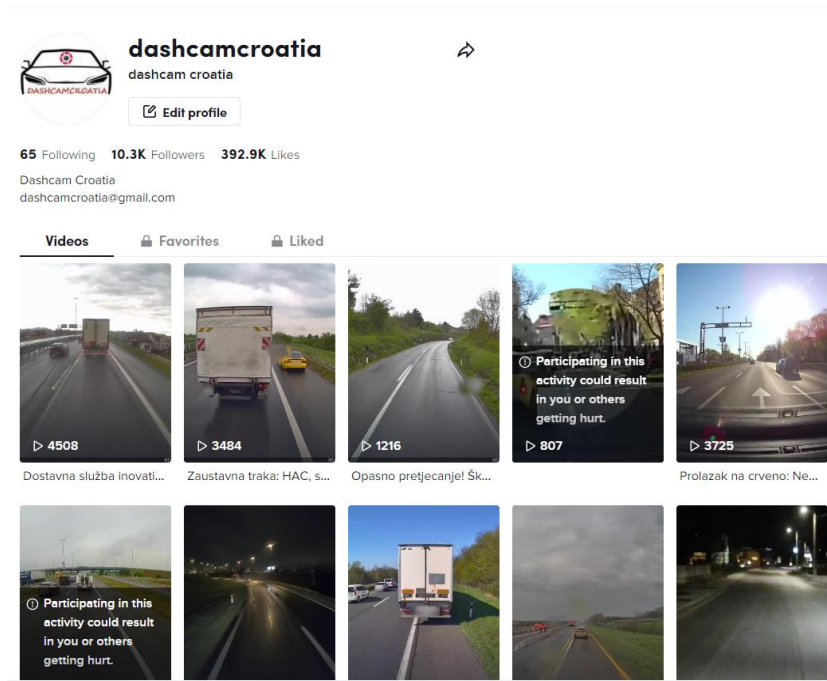 dashcamcroatia
DASHCAMCROATIA
dashcam croatia
Edit profile
65 Following 10.3K Followers 392.9K Likes
Dashcam Croatia
dashcamcroatia@gmail.com
Videos Favorites Liked
Participating in this
activity could result
in you or others
getting hurt.
4508 3484 1216 807 3725
Dostavna služba inovati... Zaustavna traka: HAC, s... Opasno pretjecanje! Šk... Prolazak na crveno: Ne...
Participating in this
activity could result
in you or others
getting hurt.